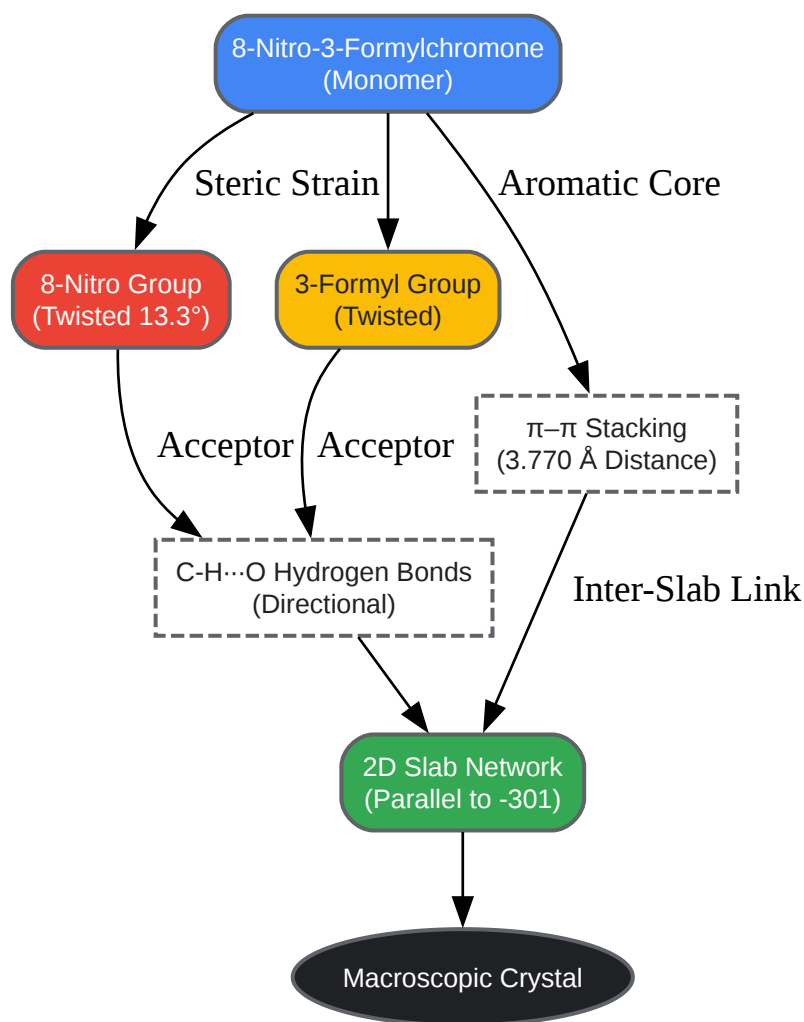 8-Nitro-3-Formylchromone
(Monomer)
Steric Strain
Aromatic Core
8-Nitro Group
(Twisted 13.3°)
3-Formyl Group
(Twisted)
π–π Stacking
(3.770 Å Distance)
Acceptor
Acceptor
C-H···O Hydrogen Bonds
(Directional)
Inter-Slab Link
2D Slab Network
(Parallel to -301)
Macroscopic Crystal